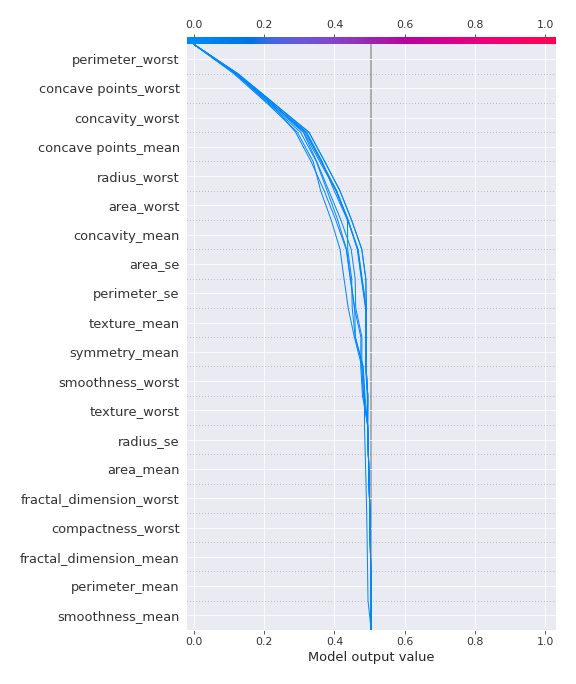 0.0 0.2 0.4 0.6 0.8 1.0
perimeter_worst
concave points_worst
concavity_worst
concave points_mean
radius_worst
area_worst
concavity_mean
area_se
perimeter_se
texture_mean
symmetry_mean
smoothness_worst
texture_worst
radius_se
area_mean
fractal_dimension_worst
compactness_worst
fractal_dimension_mean
perimeter_mean
smoothness_mean
0.0 0.2 0.4 0.6 0.8 1.0
Model output value